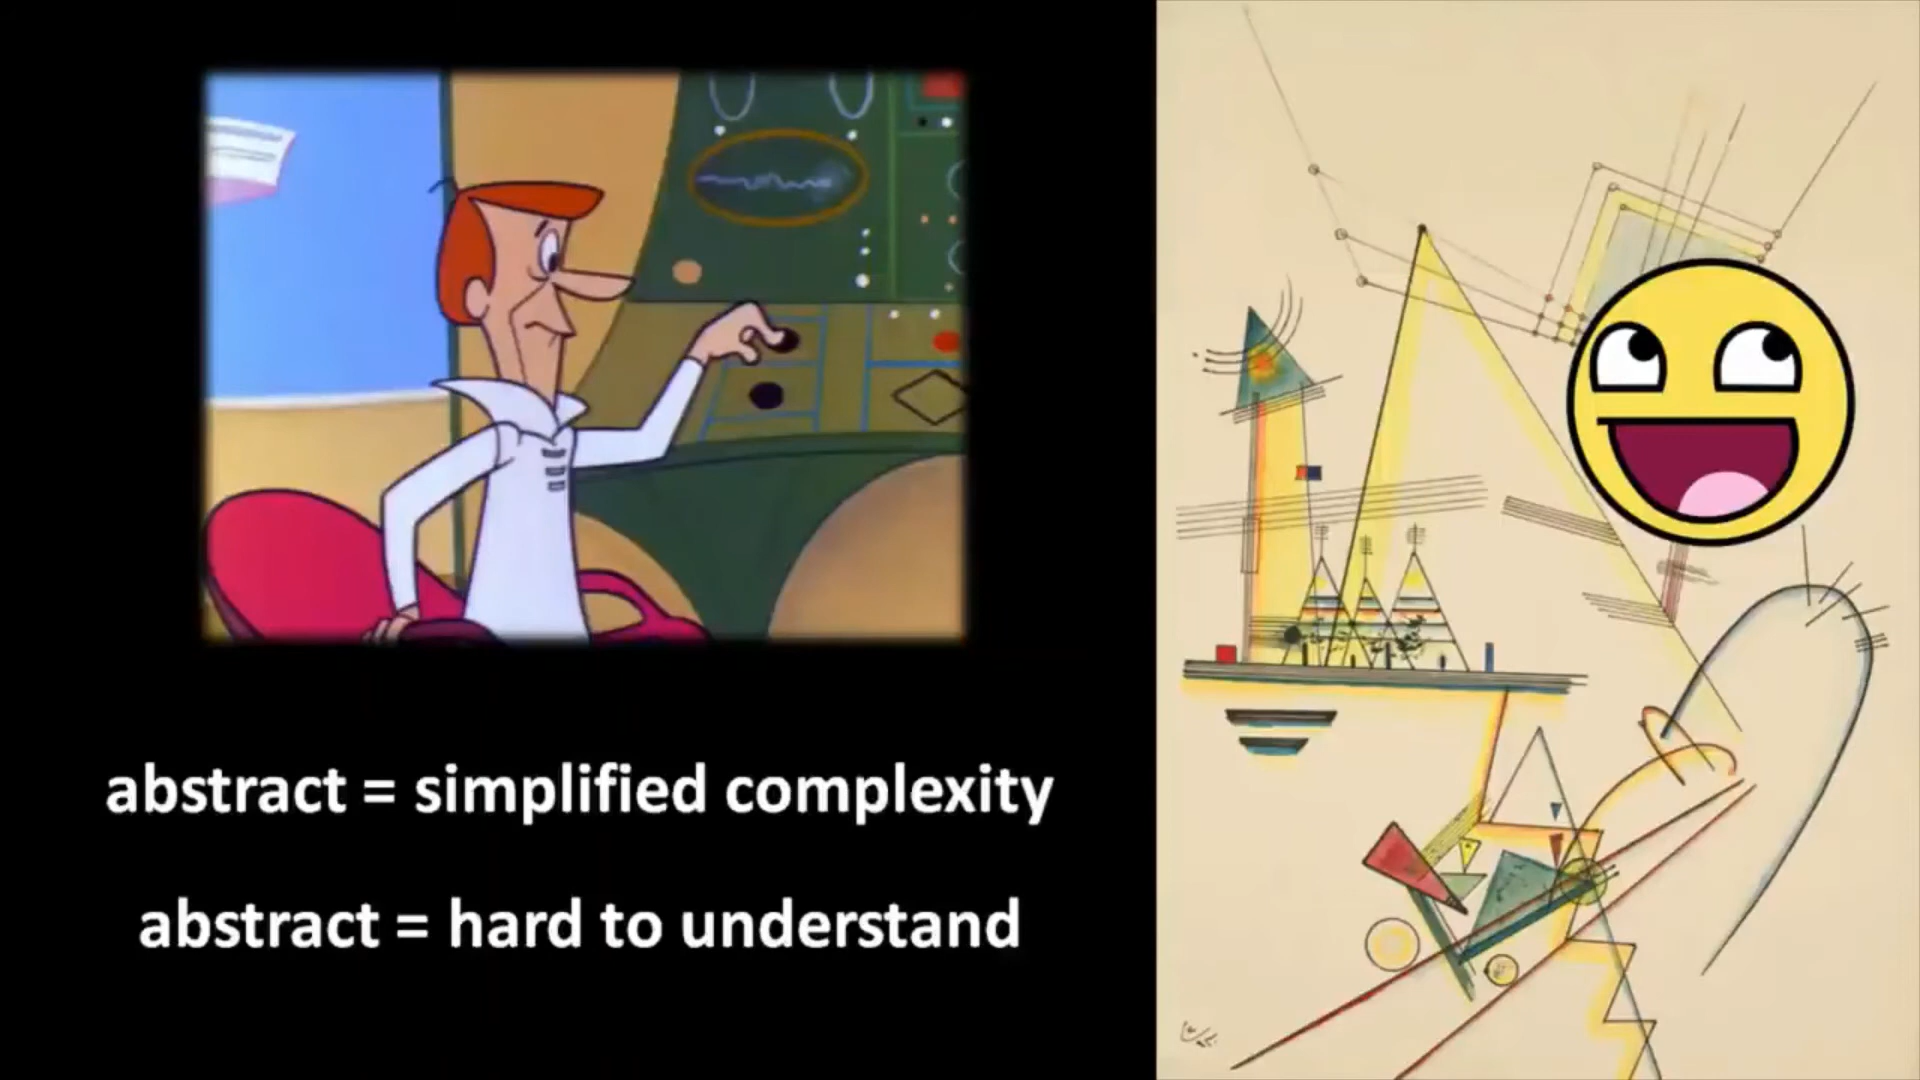 abstract = simplified complexity
abstract = hard to understand